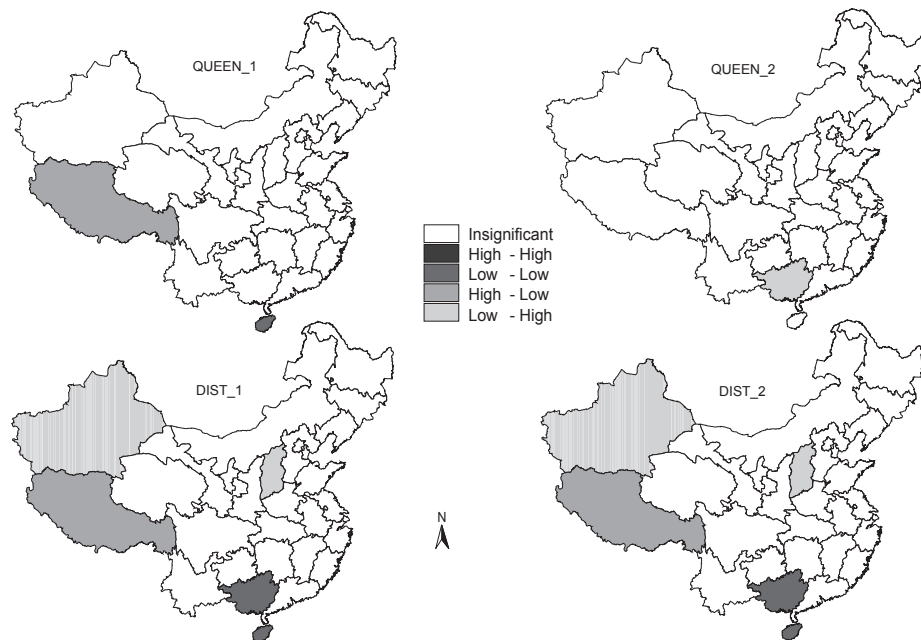 QUEEN_1
QUEEN_2
Insignificant
High - High
Low - Low
High - Low
Low - High
DIST_1
DIST_2
N